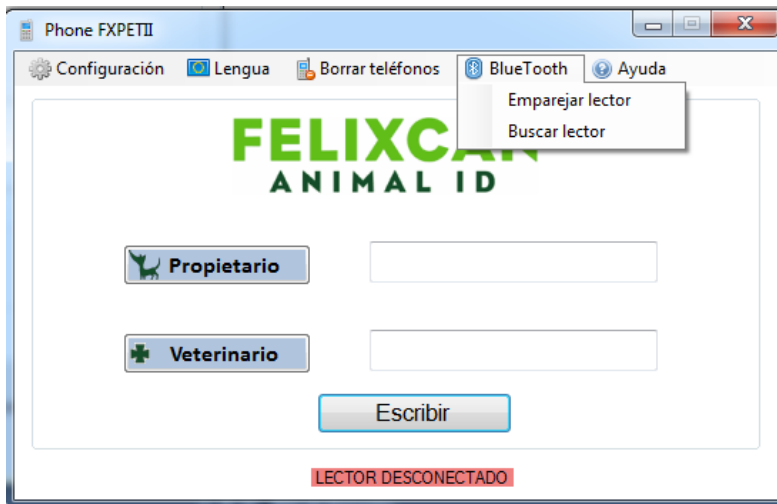 Phone FXPETII
Configuración Lengua Borrar teléfonos BlueTooth Ayuda
Emparejar lector
Buscar lector
ANIMAL ID
Propietario
Veterinario
Escribir
LECTOR DESCONECTADO